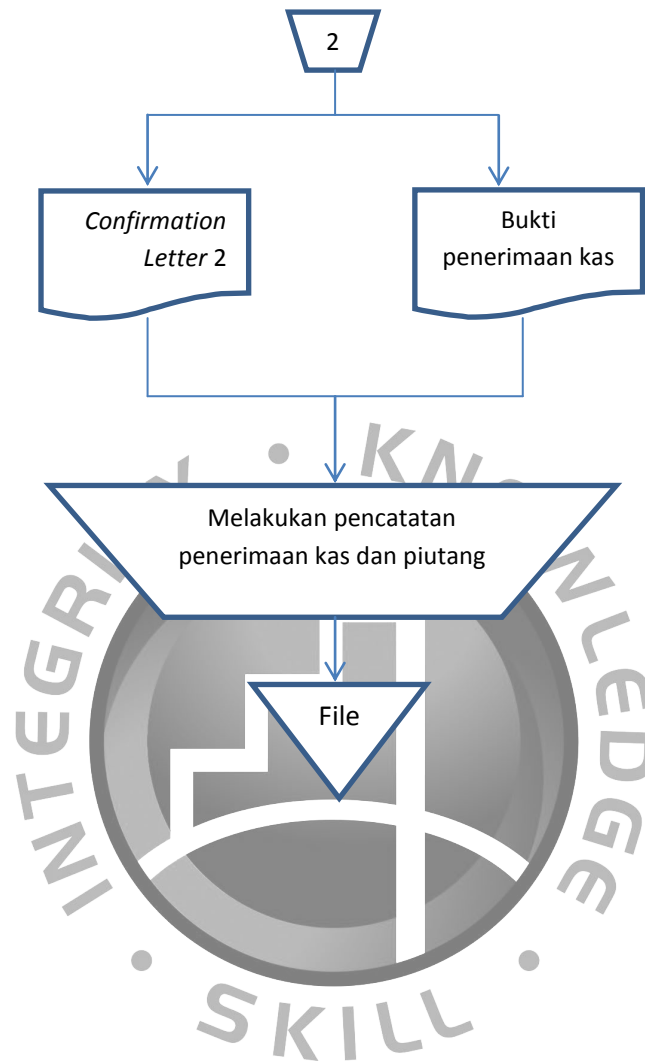 2
Confirmation
Letter 2
Bukti
penerimaan kas
Melakukan pencatatan
penerimaan kas dan piutang
File
INTEGRITY • KNOWLEDGE • SKILL •